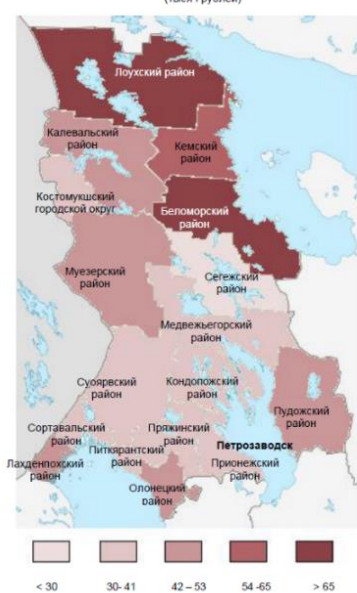 (тысяч рублей)
Лоухский район
Калевальский
район
Кемский
район
Костомукшский
городской округ
Беломорский
район
Муезерский
район
Сегежский
район
Медвежьегорский
район
Суоярвский
район
Кондопожский
район
Пудожский
район
Сортавальский
район
Пряжинский
район
Петрозаводск
Питкярантский
район
Лахденпохский
район
Прионежский
район
Олонецкий
район
< 30 30- 41 42 – 53 54 -65 > 65